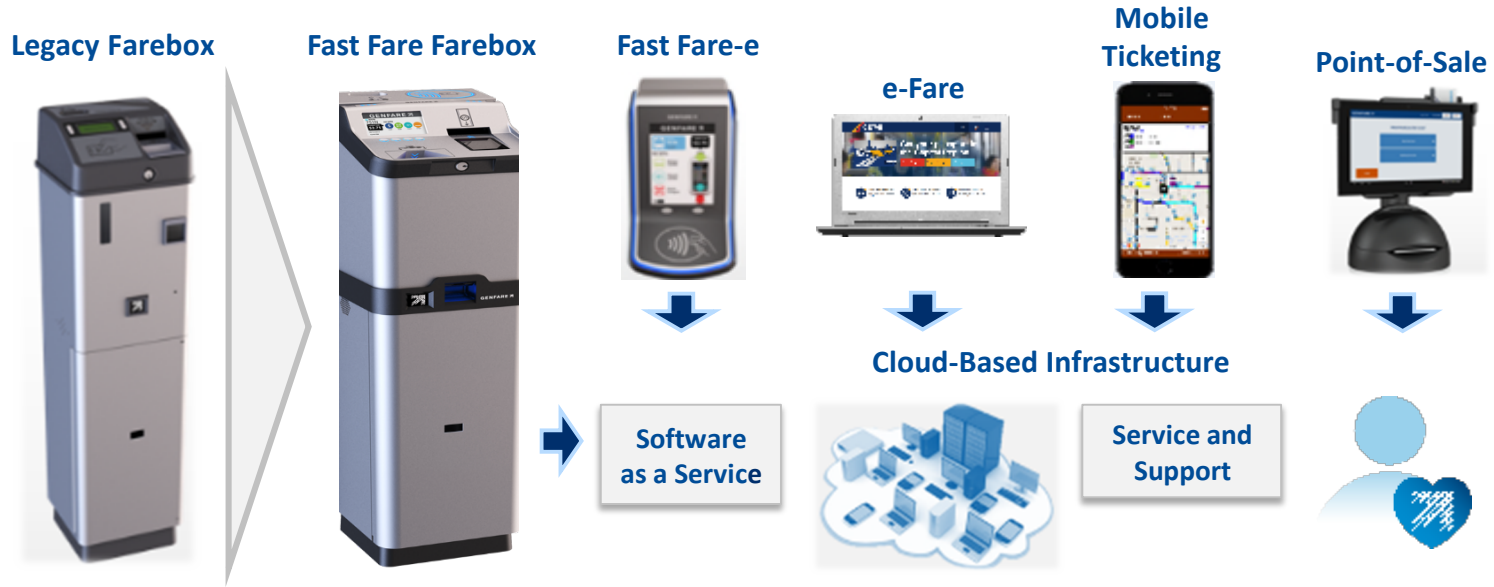 Legacy Farebox
Fast Fare Farebox
Fast Fare-e
e-Fare
Mobile
Ticketing
Point-of-Sale
GENFARE
GENFARE
GENFARE
Cloud-Based Infrastructure
Software
as a Service
Service and
Support